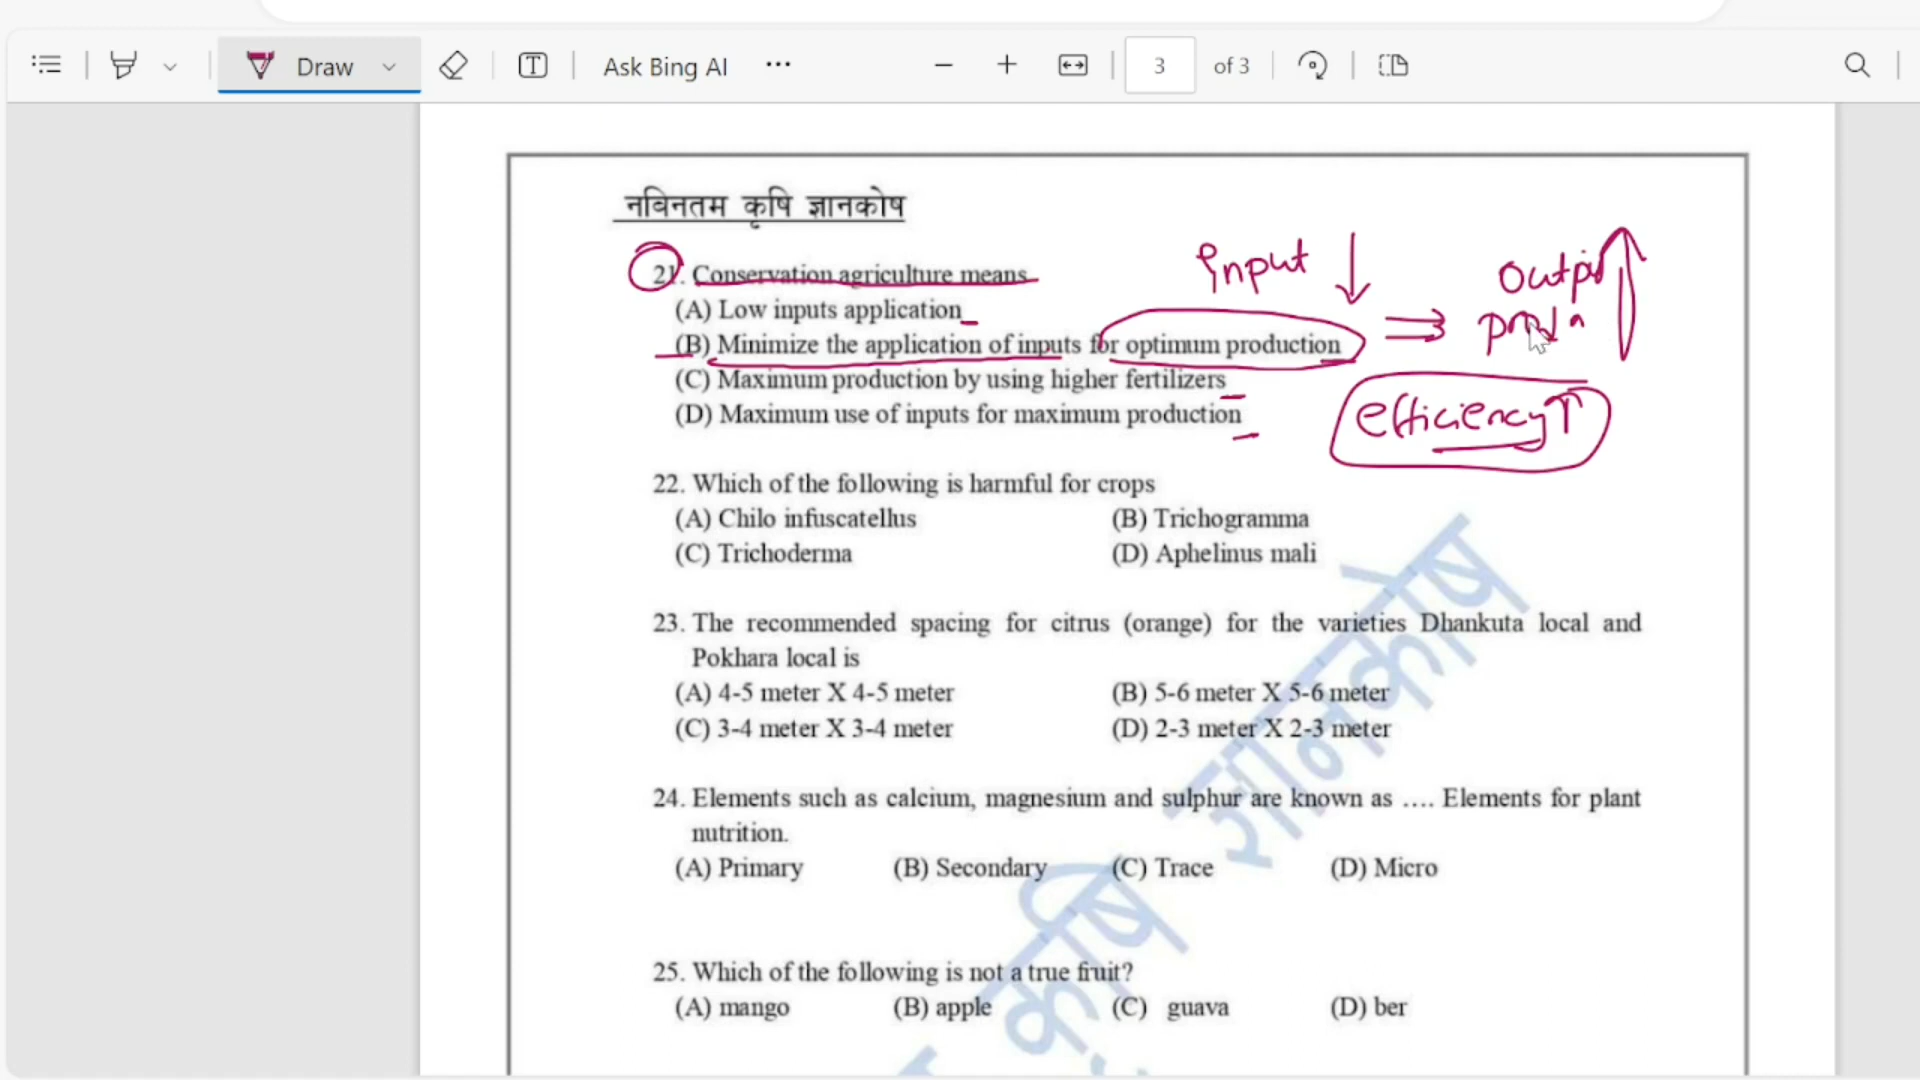 Draw
Ask Bing AI
3 of 3
नविनतम कृषि ज्ञानकोष
21. Conservation agriculture means
(A) Low inputs application
(B) Minimize the application of inputs for optimum production
(C) Maximum production by using higher fertilizers
(D) Maximum use of inputs for maximum production
input
output
prodn
efficiency
22. Which of the following is harmful for crops
(A) Chilo infuscatellus (B) Trichogramma
(C) Trichoderma (D) Aphelinus mali
23. The recommended spacing for citrus (orange) for the varieties Dhankuta local and
Pokhara local is
(A) 4-5 meter X 4-5 meter (B) 5-6 meter X 5-6 meter
(C) 3-4 meter X 3-4 meter (D) 2-3 meter X 2-3 meter
24. Elements such as calcium, magnesium and sulphur are known as …. Elements for plant
nutrition.
(A) Primary (B) Secondary (C) Trace (D) Micro
25. Which of the following is not a true fruit?
(A) mango (B) apple (C) guava (D) ber
कृषि ज्ञानकोष